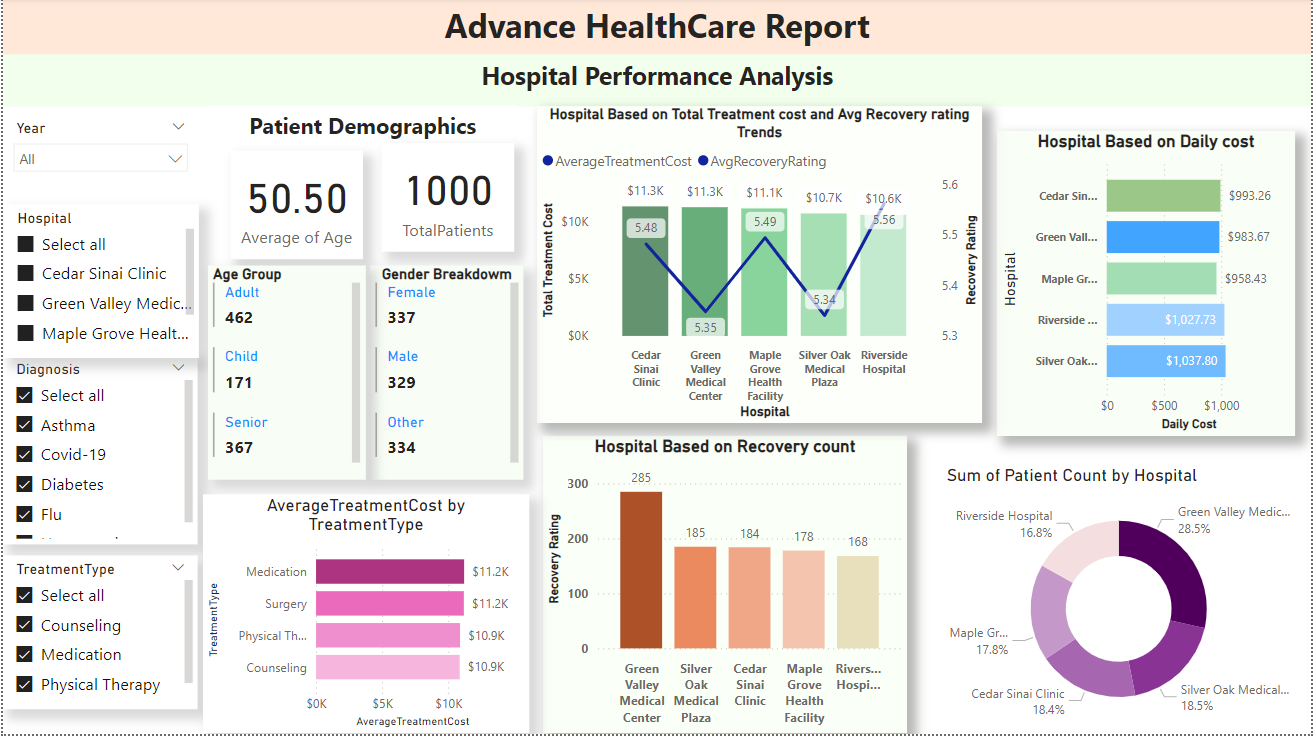 Advance HealthCare Report
Hospital Performance Analysis
Year
All
Hospital
Select all
Cedar Sinai Clinic
Green Valley Medic...
Maple Grove Healt...
Diagnosis
Select all
Asthma
Covid-19
Diabetes
Flu
TreatmentType
Select all
Counseling
Medication
Physical Therapy
Patient Demographics
50.50
Average of Age
1000
TotalPatients
Age Group
Adult
462
Child
171
Senior
367
Gender Breakdowm
Female
337
Male
329
Other
334
AverageTreatmentCost by
TreatmentType
TreatmentType
Medication
$11.2K
Surgery
$11.2K
Physical Th...
$10.9K
Counseling
$10.9K
$0K
$5K
$10K
AverageTreatmentCost
Hospital Based on Total Treatment cost and Avg Recovery rating
Trends
AverageTreatmentCost
AvgRecoveryRating
Total Treatment Cost
$10K
$5K
$0K
$11.3K
$11.3K
$11.1K
$10.7K
$10.6K
5.48
5.35
5.49
5.34
5.56
5.6
5.5
5.4
5.3
Recovery Rating
Cedar
Sinai
Clinic
Green
Valley
Medical
Center
Maple
Grove
Health
Facility
Silver Oak
Medical
Plaza
Riverside
Hospital
Hospital
Hospital Based on Recovery count
Recovery Rating
300
200
100
0
285
185
184
178
168
Green
Valley
Medical
Center
Silver
Oak
Medical
Plaza
Cedar
Sinai
Clinic
Maple
Grove
Health
Facility
Rivers...
Hospi...
Hospital Based on Daily cost
Hospital
Cedar Sin...
$993.26
Green Vall...
$983.67
Maple Gr...
$958.43
Riverside ...
$1,027.73
Silver Oak...
$1,037.80
$0
$500
$1,000
Daily Cost
Sum of Patient Count by Hospital
Green Valley Medic...
28.5%
Silver Oak Medical...
18.5%
Cedar Sinai Clinic
18.4%
Maple Gr...
17.8%
Riverside Hospital
16.8%